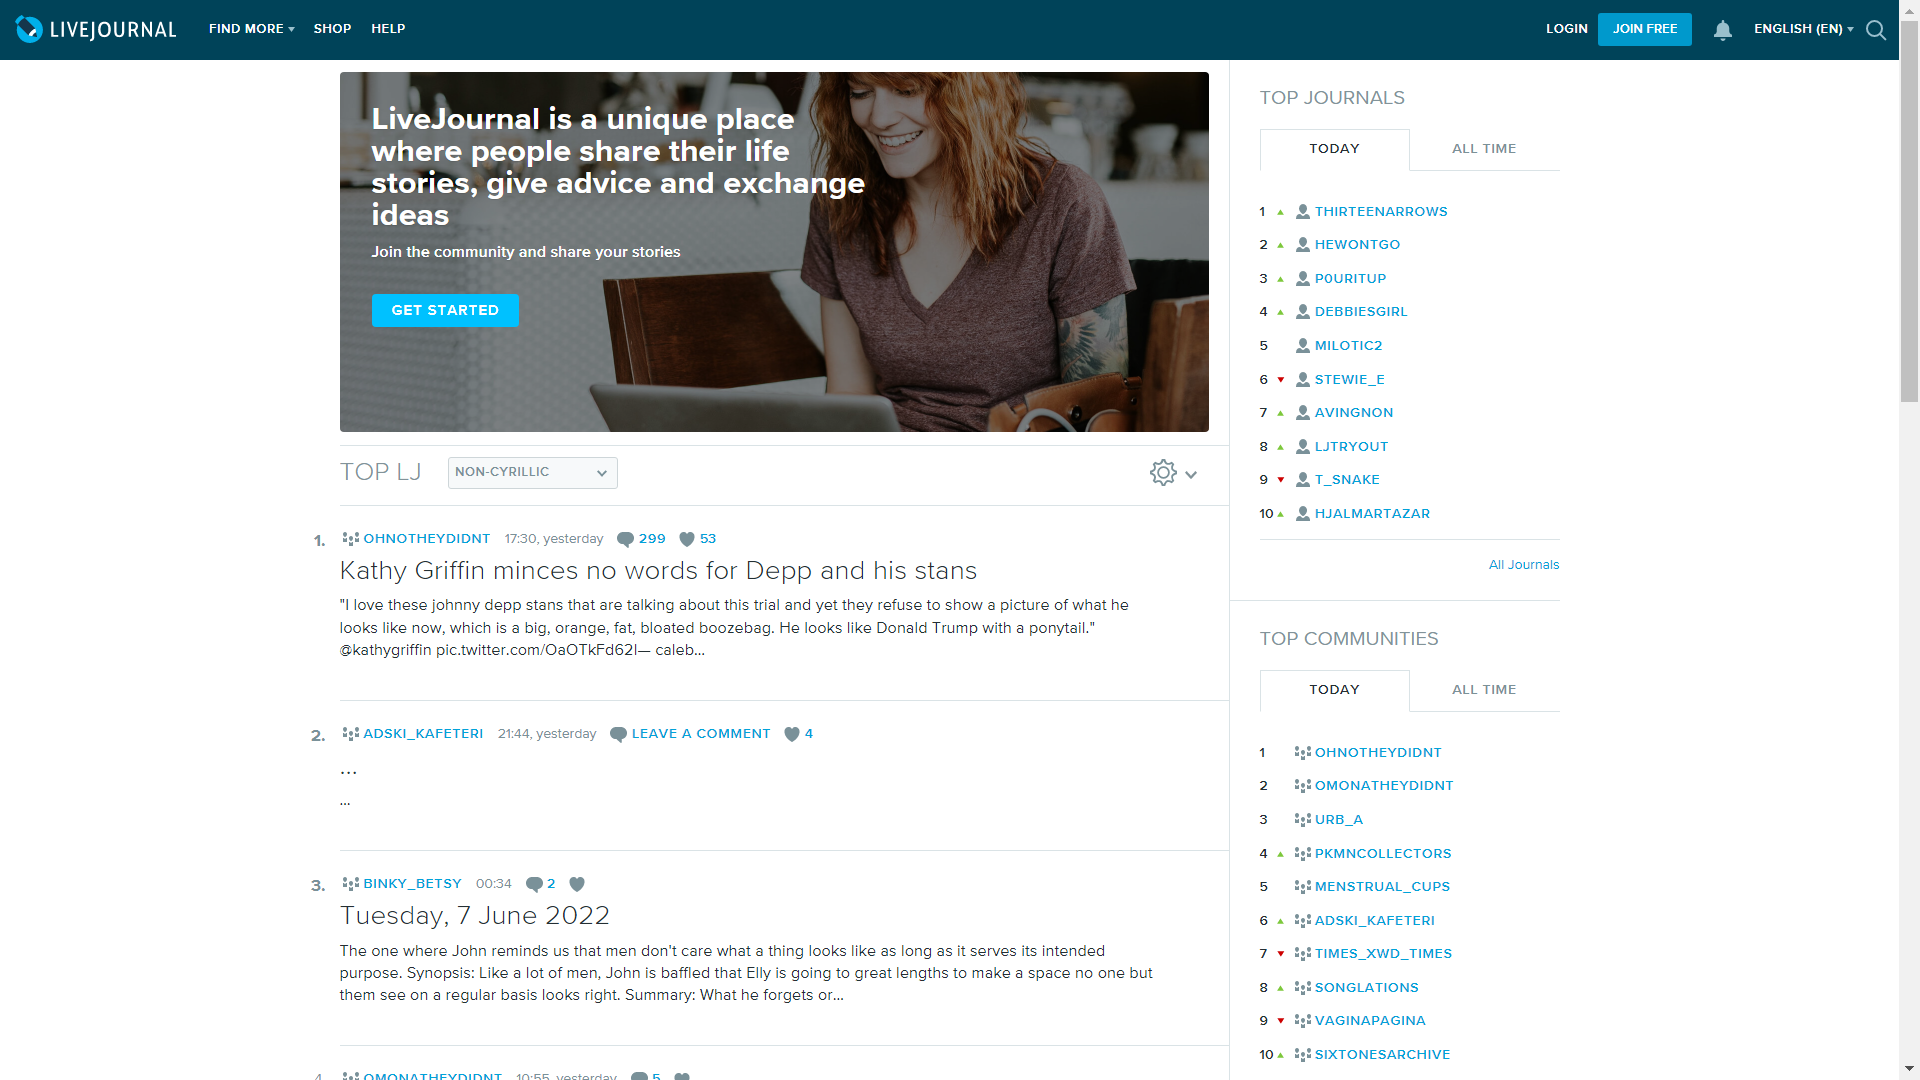 LIVEJOURNAL
FIND MORE
SHOP
HELP
LOGIN
JOIN FREE
ENGLISH (EN)
LiveJournal is a unique place
where people share their life
stories, give advice and exchange
ideas
Join the community and share your stories
GET STARTED
TOP LJ
NON-CYRILLIC
1.
OHNOTHEYDIDNT 17:30, yesterday 299 53
Kathy Griffin minces no words for Depp and his stans
"I love these johnny depp stans that are talking about this trial and yet they refuse to show a picture of what he
looks like now, which is a big, orange, fat, bloated boozebag. He looks like Donald Trump with a ponytail."
@kathygriffin pic.twitter.com/OaOTkFd62l— caleb...
2.
ADSKI_KAFETERI 21:44, yesterday LEAVE A COMMENT 4
...
...
3.
BINKY_BETSY 00:34 2
Tuesday, 7 June 2022
The one where John reminds us that men don't care what a thing looks like as long as it serves its intended
purpose. Synopsis: Like a lot of men, John is baffled that Elly is going to great lengths to make a space no one but
them see on a regular basis looks right. Summary: What he forgets or...
4.
OMONATHEYDIDNT 10:55, yesterday 5
TOP JOURNALS
TODAY
ALL TIME
1 THIRTEENARROWS
2 HEWONTGO
3 P0URITUP
4 DEBBIESGIRL
5 MILOTIC2
6 STEWIE_E
7 AVINGNON
8 LJTRYOUT
9 T_SNAKE
10 HJALMARTAZAR
All Journals
TOP COMMUNITIES
TODAY
ALL TIME
1 OHNOTHEYDIDNT
2 OMONATHEYDIDNT
3 URB_A
4 PKMNCOLLECTORS
5 MENSTRUAL_CUPS
6 ADSKI_KAFETERI
7 TIMES_XWD_TIMES
8 SONGLATIONS
9 VAGINAPAGINA
10 SIXTONESARCHIVE